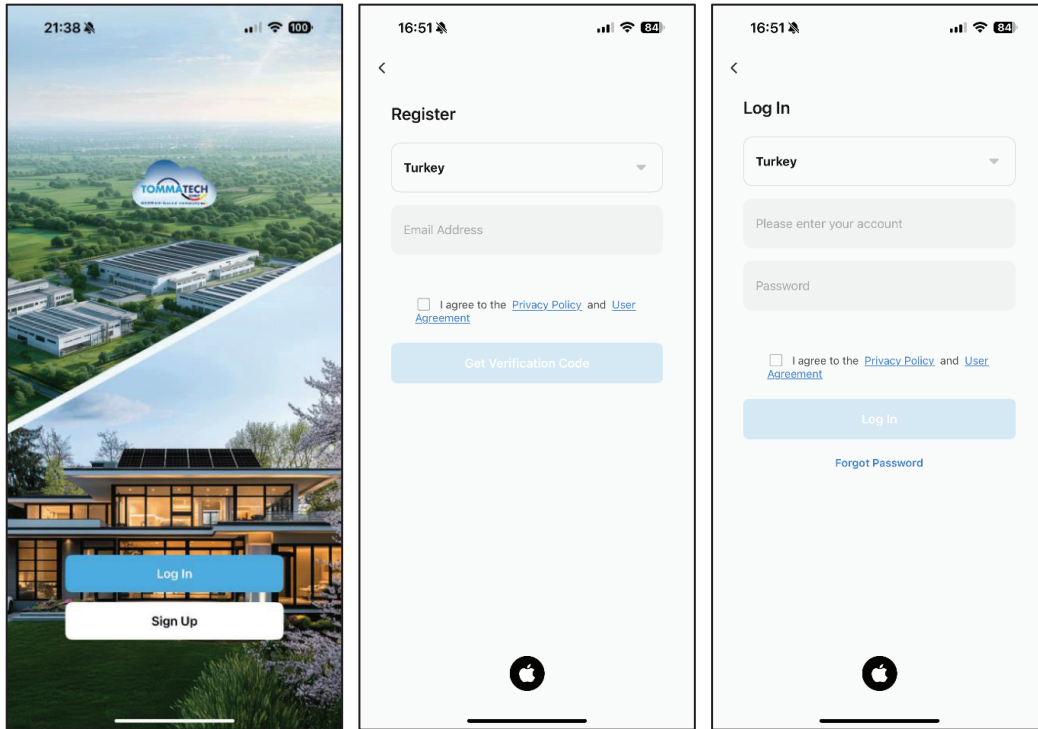 21:38
100
TOMMATECH
Log In
Sign Up
16:51
84
Register
Turkey
Email Address
I agree to the Privacy Policy and User
Agreement
Get Verification Code
16:51
84
Log In
Turkey
Please enter your account
Password
I agree to the Privacy Policy and User
Agreement
Log In
Forgot Password